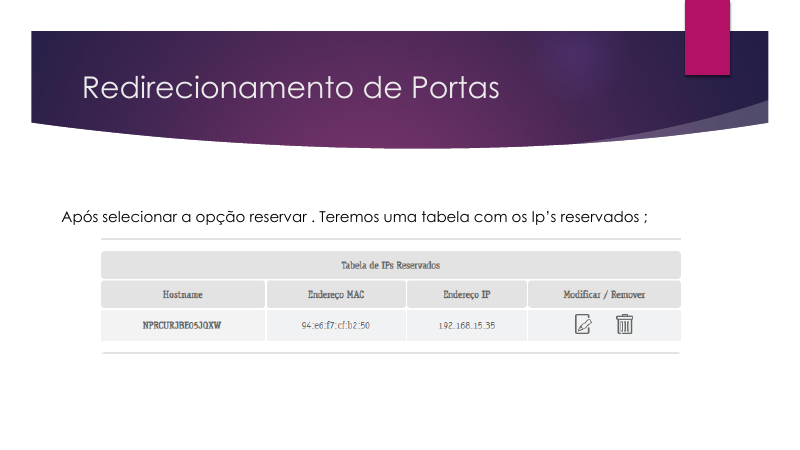 Redirecionamento de Portas
Após selecionar a opção reservar . Teremos uma tabela com os Ip’s reservados ;
Tabela de IPs Reservados
Hostname Endereço MAC Endereço IP Modificar / Remover
NPRCURJBE05JQXW 94:e6:f7:cf:b2:50 192.168.15.35